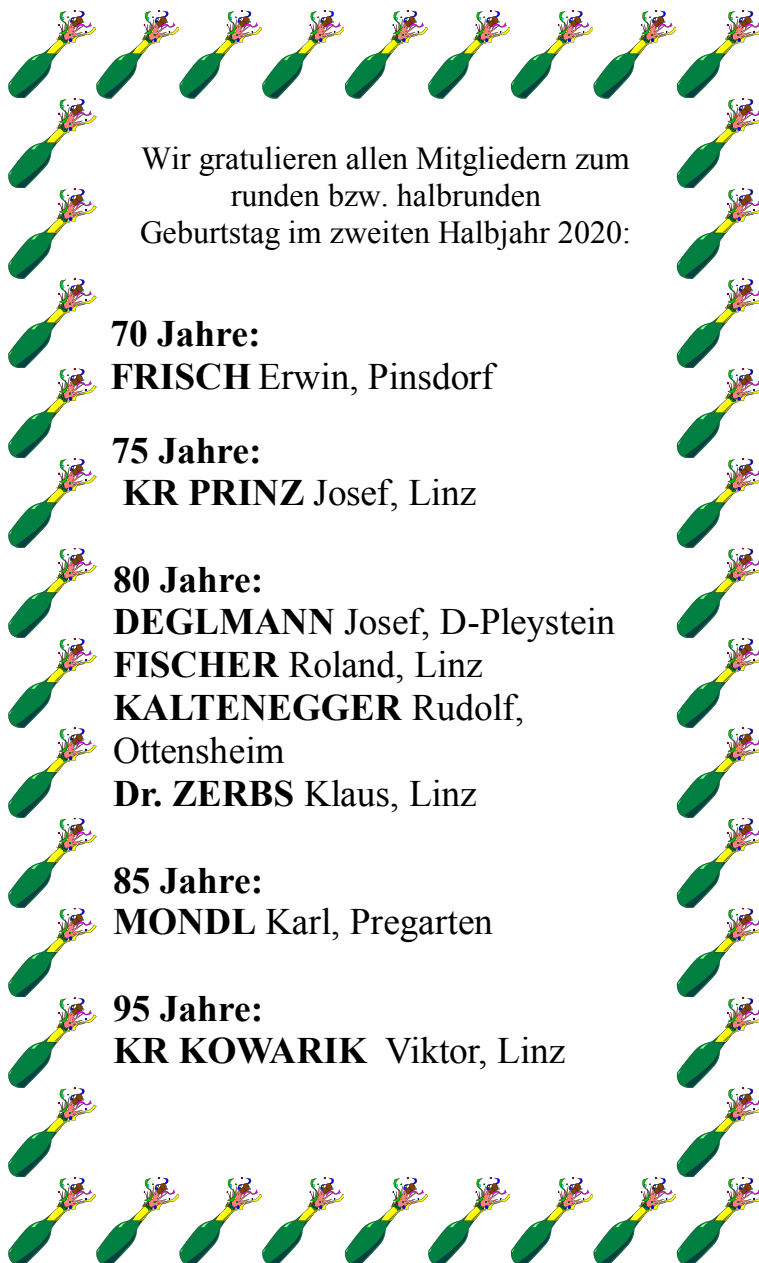 Wir gratulieren allen Mitgliedern zum
runden bzw. halbrunden
Geburtstag im zweiten Halbjahr 2020:
70 Jahre:
FRISCH Erwin, Pinsdorf
75 Jahre:
KR PRINZ Josef, Linz
80 Jahre:
DEGLMANN Josef, D-Pleystein
FISCHER Roland, Linz
KALTENEGGER Rudolf,
Ottensheim
Dr. ZERBS Klaus, Linz
85 Jahre:
MONDL Karl, Pregarten
95 Jahre:
KR KOWARIK Viktor, Linz